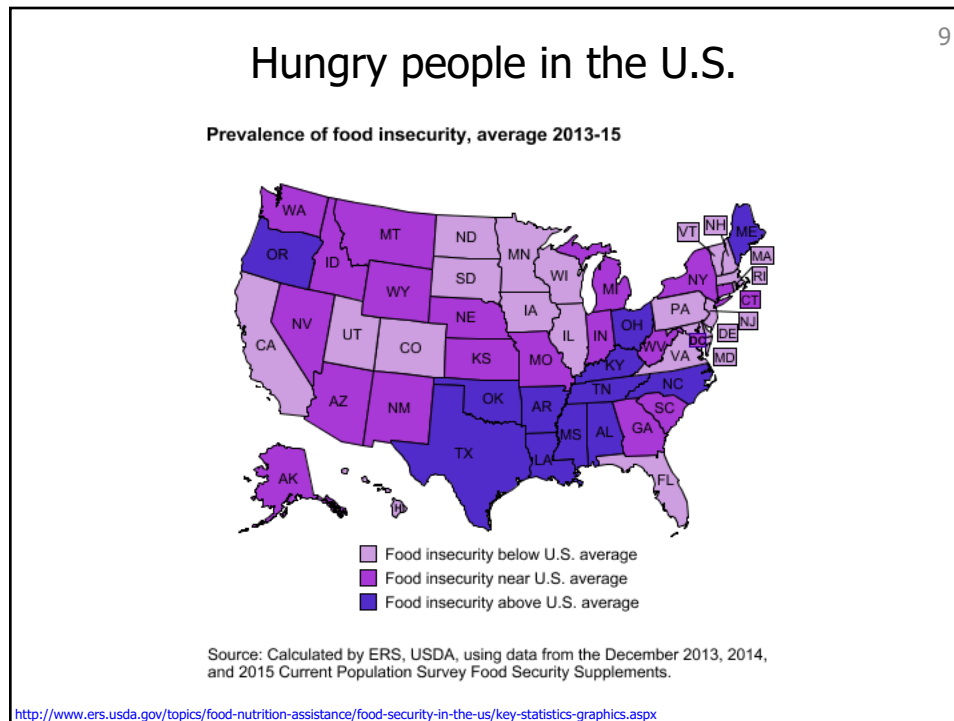 9
Hungry people in the U.S.
Prevalence of food insecurity, average 2013-15
WA
MT
ND
MN
VT
NH
ME
OR
ID
SD
WI
MA
RI
WY
MI
NY
CT
NE
IA
PA
NJ
NV
UT
CO
IL
IN
OH
DE
CA
KS
MO
WV
VA
DC
MD
KY
AZ
NM
OK
AR
TN
NC
SC
TX
LA
MS
AL
GA
AK
FL
Food insecurity below U.S. average
Food insecurity near U.S. average
Food insecurity above U.S. average
Source: Calculated by ERS, USDA, using data from the December 2013, 2014,
and 2015 Current Population Survey Food Security Supplements.
http://www.ers.usda.gov/topics/food-nutrition-assistance/food-security-in-the-us/key-statistics-graphics.aspx